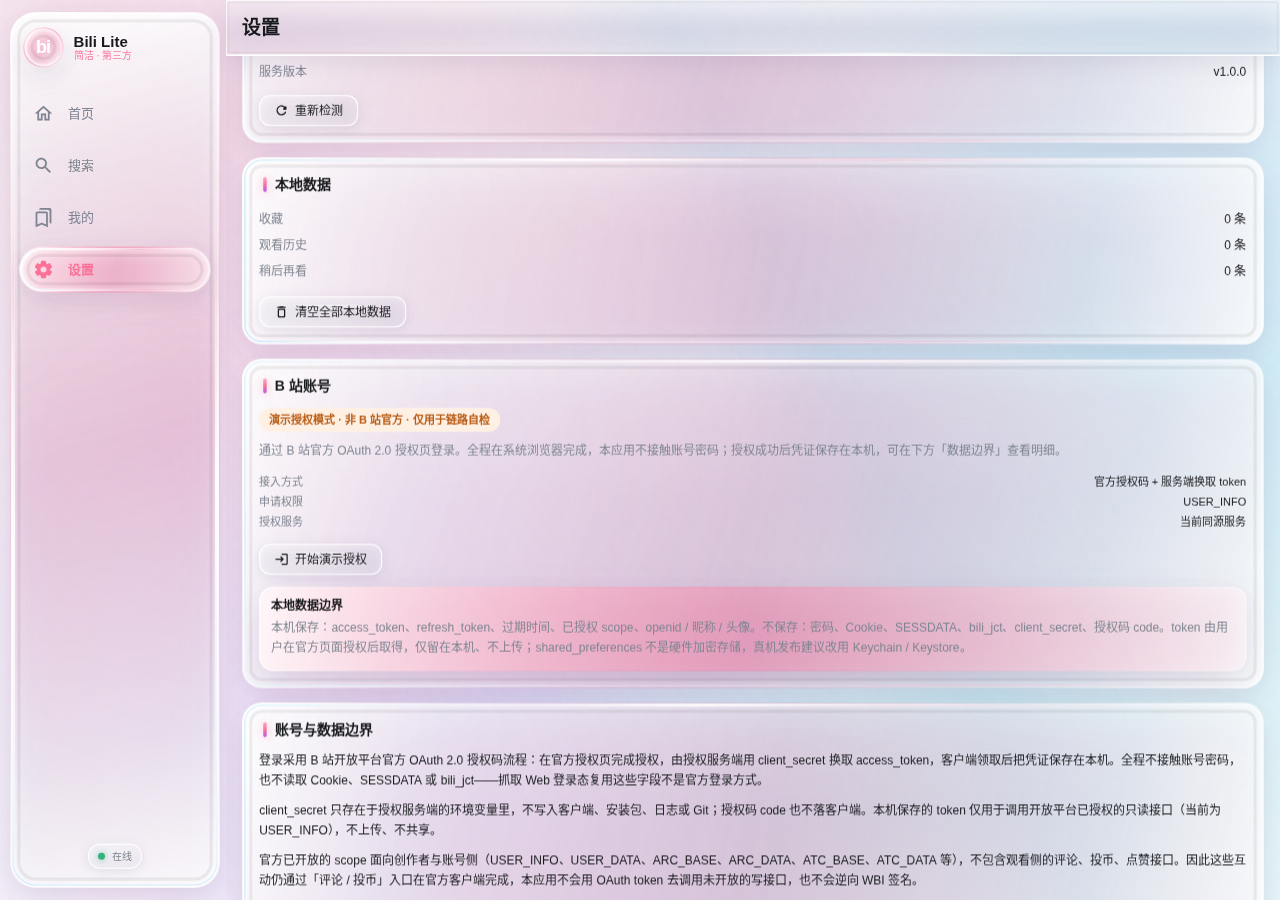 bi
Bili Lite
简洁 · 第三方
首页
搜索
我的
设置
在线
设置
服务版本 v1.0.0
重新检测
本地数据
收藏 0 条
观看历史 0 条
稍后再看 0 条
清空全部本地数据
B 站账号
演示授权模式 · 非 B 站官方 · 仅用于链路自检
通过 B 站官方 OAuth 2.0 授权页登录。全程在系统浏览器完成，本应用不接触账号密码；授权成功后凭证保存在本机，可在下方「数据边界」查看明细。
接入方式 官方授权码 + 服务端换取 token
申请权限 USER_INFO
授权服务 当前同源服务
开始演示授权
本地数据边界
本机保存：access_token、refresh_token、过期时间、已授权 scope、openid / 昵称 / 头像。不保存：密码、Cookie、SESSDATA、bili_jct、client_secret、授权码 code。token 由用
户在官方页面授权后取得，仅留在本机、不上传；shared_preferences 不是硬件加密存储，真机发布建议改用 Keychain / Keystore。
账号与数据边界
登录采用 B 站开放平台官方 OAuth 2.0 授权码流程：在官方授权页完成授权，由授权服务端用 client_secret 换取 access_token，客户端领取后把凭证保存在本机。全程不接触账号密码，
也不读取 Cookie、SESSDATA 或 bili_jct——抓取 Web 登录态复用这些字段不是官方登录方式。
client_secret 只存在于授权服务端的环境变量里，不写入客户端、安装包、日志或 Git；授权码 code 也不落客户端。本机保存的 token 仅用于调用开放平台已授权的只读接口（当前为
USER_INFO），不上传、不共享。
官方已开放的 scope 面向创作者与账号侧（USER_INFO、USER_DATA、ARC_BASE、ARC_DATA、ATC_BASE、ATC_DATA 等），不包含观看侧的评论、投币、点赞接口。因此这些互
动仍通过「评论 / 投币」入口在官方客户端完成，本应用不会用 OAuth token 去调用未开放的写接口，也不会逆向 WBI 签名。